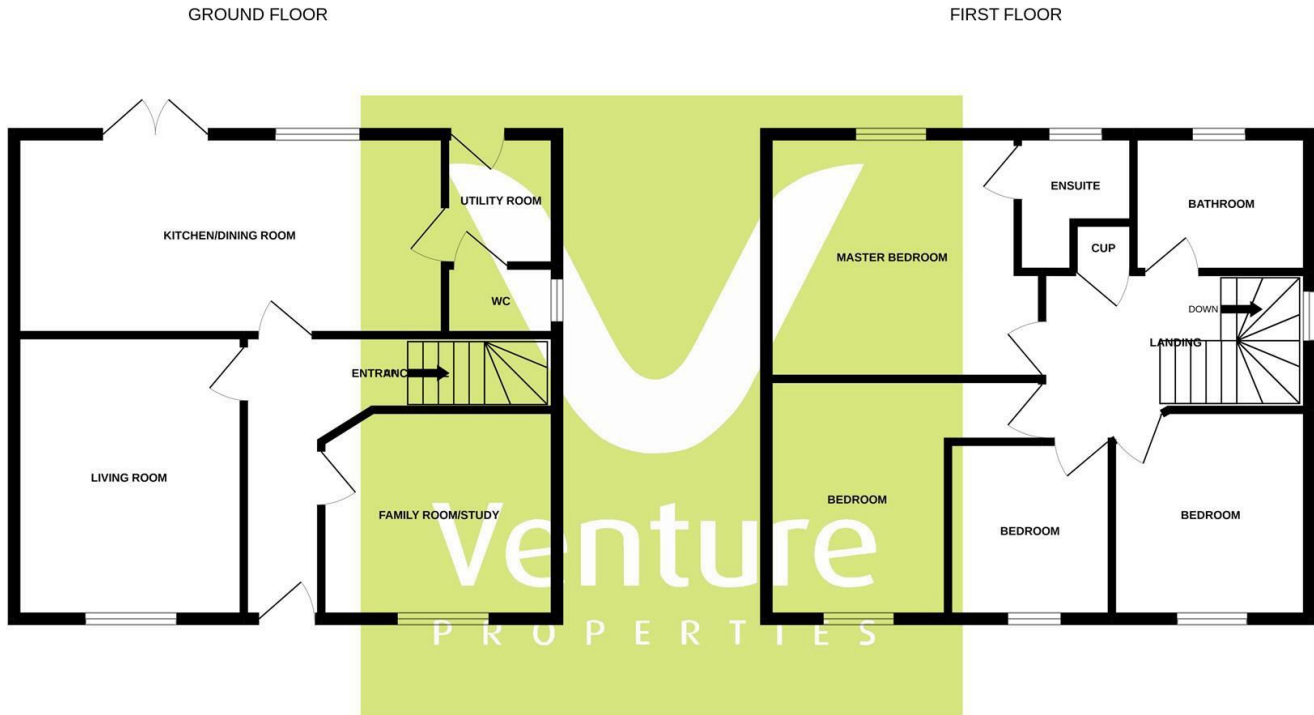 GROUND FLOOR
FIRST FLOOR
KITCHEN/DINING ROOM
UTILITY ROOM
WC
LIVING ROOM
FAMILY ROOM/STUDY
MASTER BEDROOM
ENSUITE
BATHROOM
CUP
DOWN
LANDING
BEDROOM
BEDROOM
BEDROOM
Venture
PROPERTIES